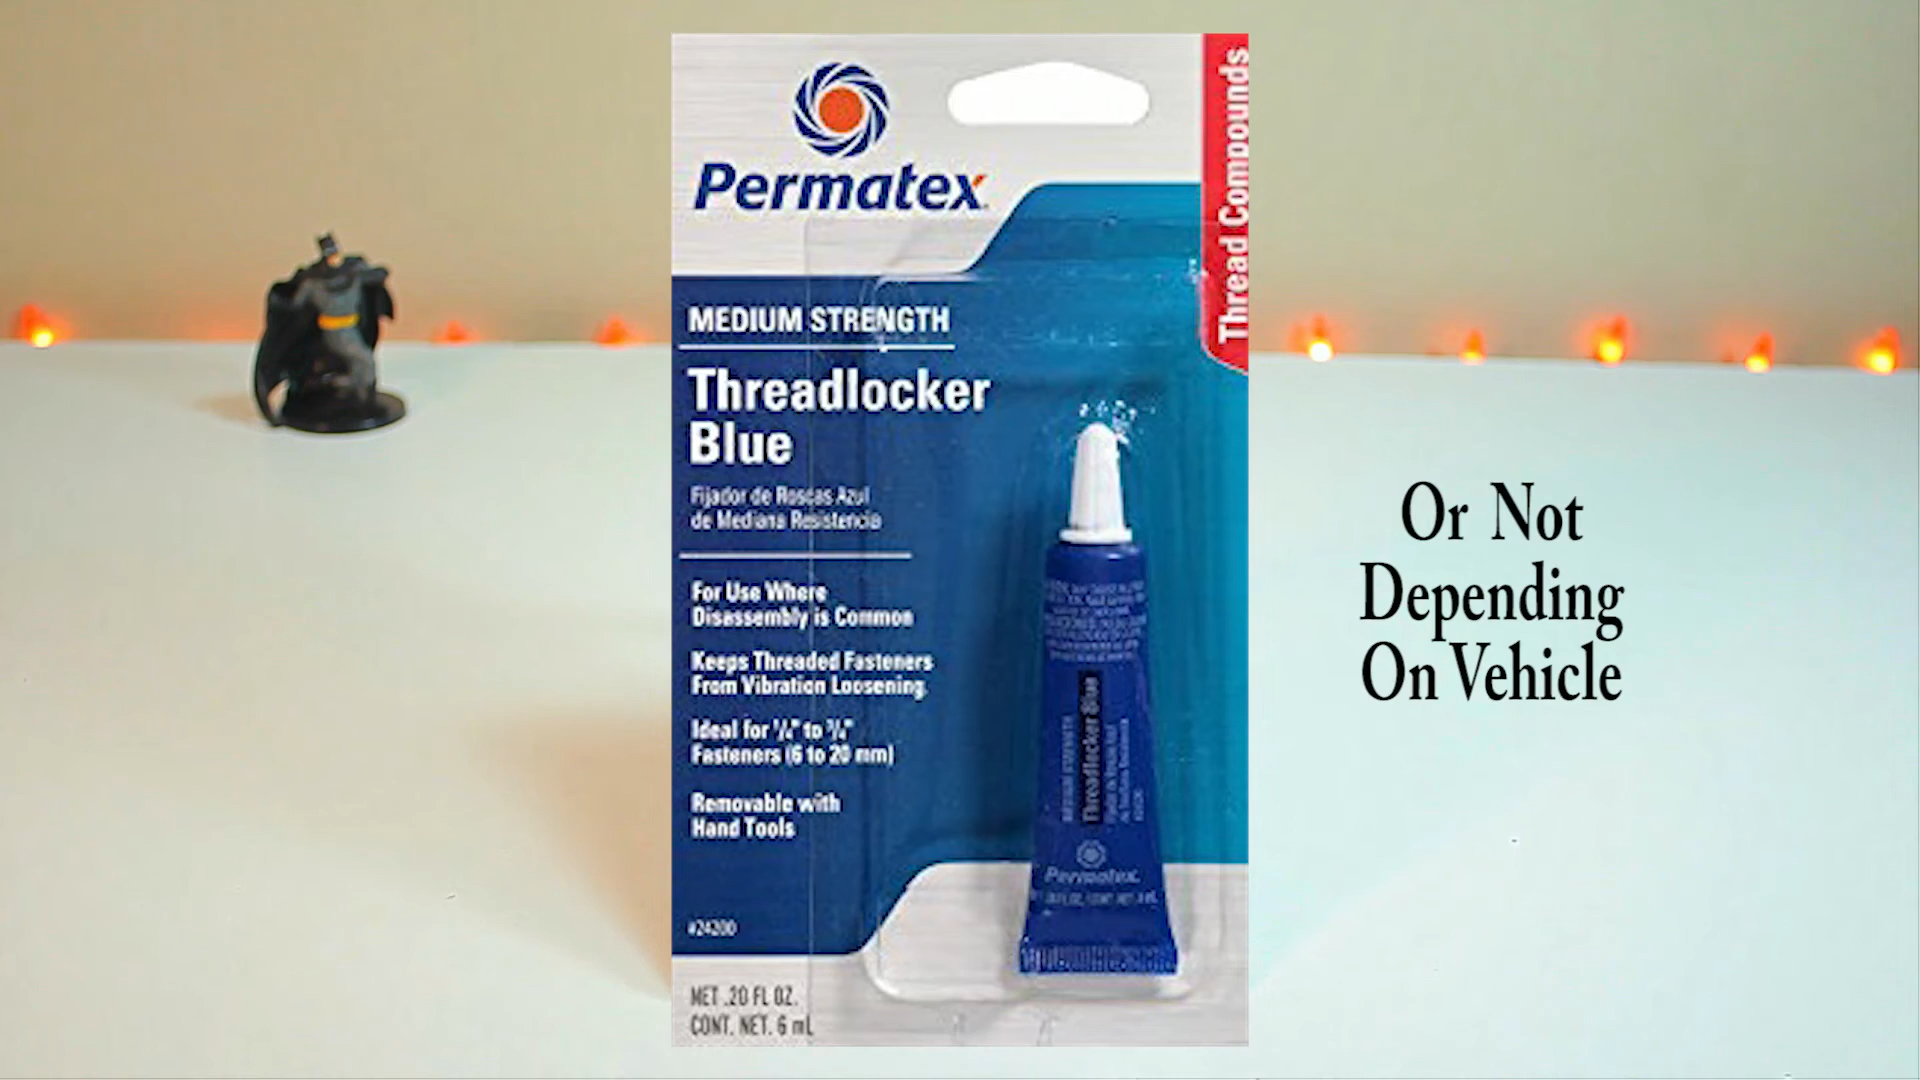 Permatex
Thread Compounds
MEDIUM STRENGTH
Threadlocker
Blue
Fijador de Roscas Azul
de Mediana Resistencia
For Use Where
Disassembly is Common
Keeps Threaded Fasteners
From Vibration Loosening.
Ideal for 1/4" to 3/4"
Fasteners (6 to 20 mm)
Removable with
Hand Tools
#24200
NET .20 FL OZ.
CONT. NET. 6 mL
MEDIUM STRENGTH
Threadlocker Blue
Permatex.
Or Not
Depending
On Vehicle